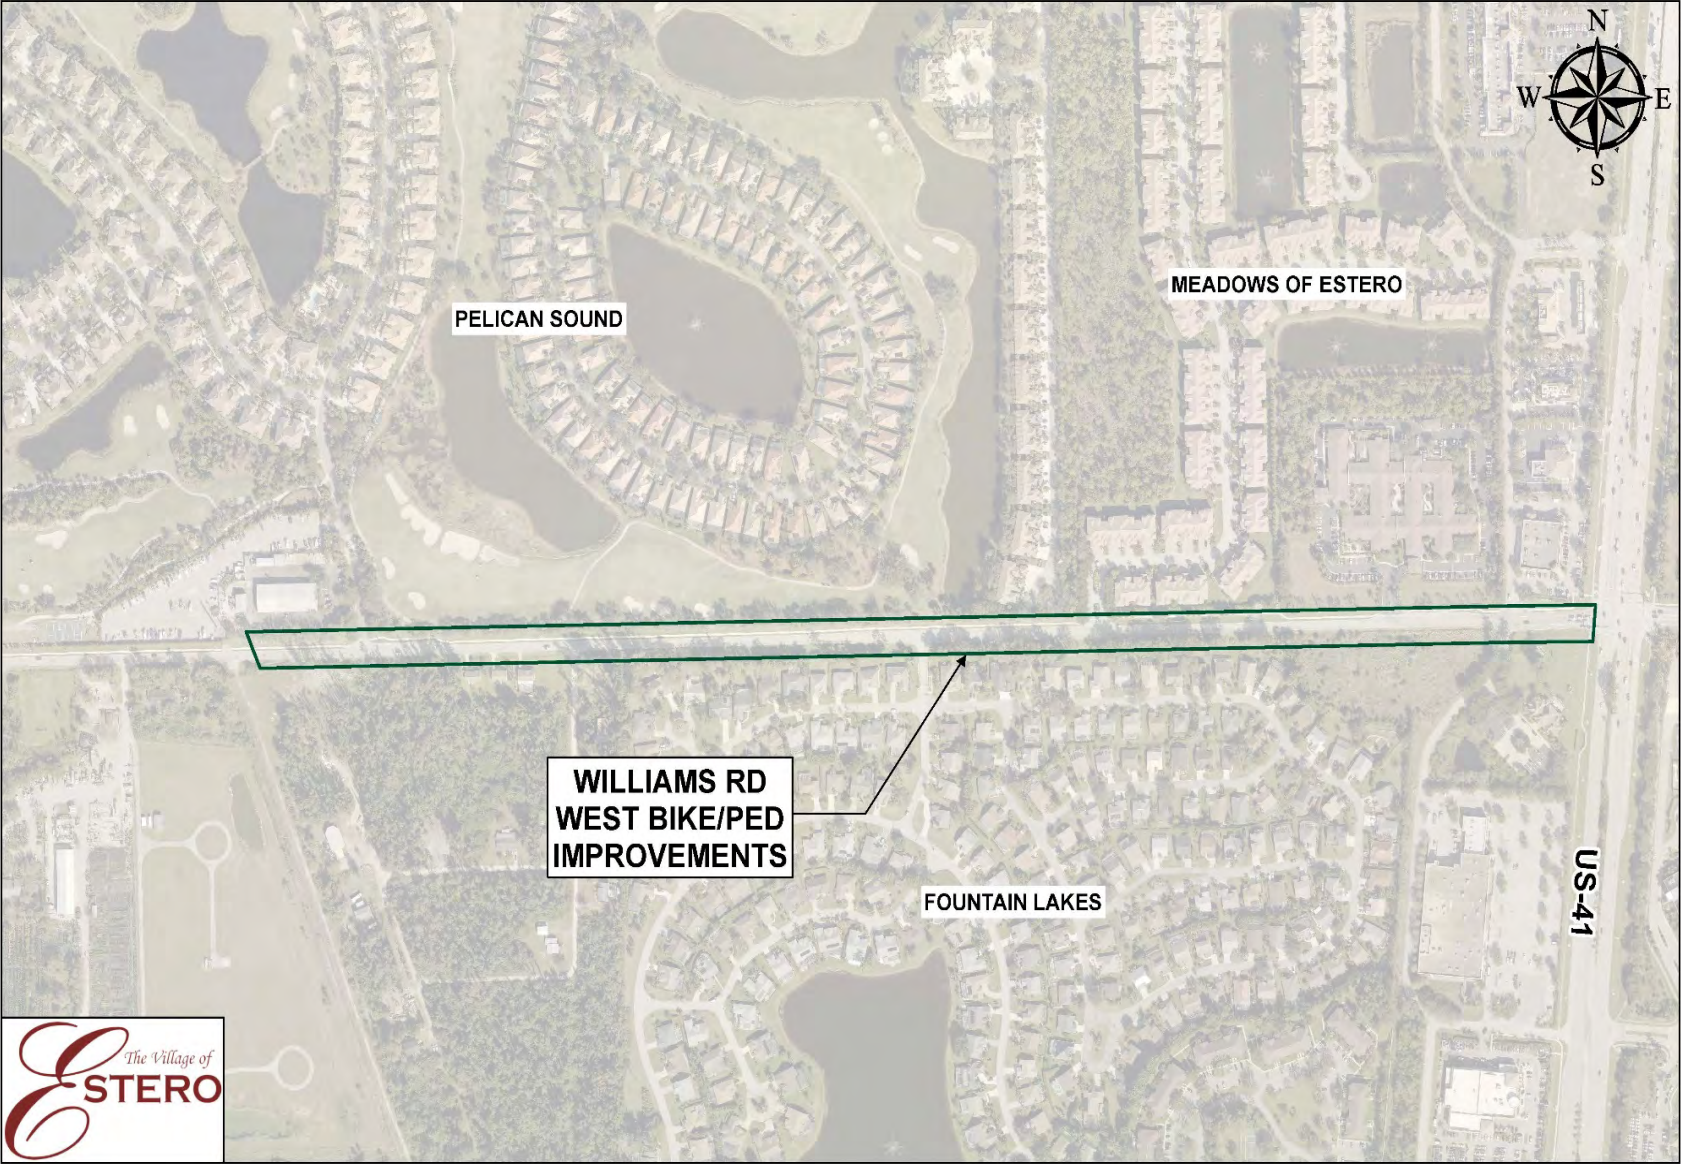 N
W E
S
MEADOWS OF ESTERO
PELICAN SOUND
WILLIAMS RD
WEST BIKE/PED
IMPROVEMENTS
FOUNTAIN LAKES
US-41
The Village of
ESTERO